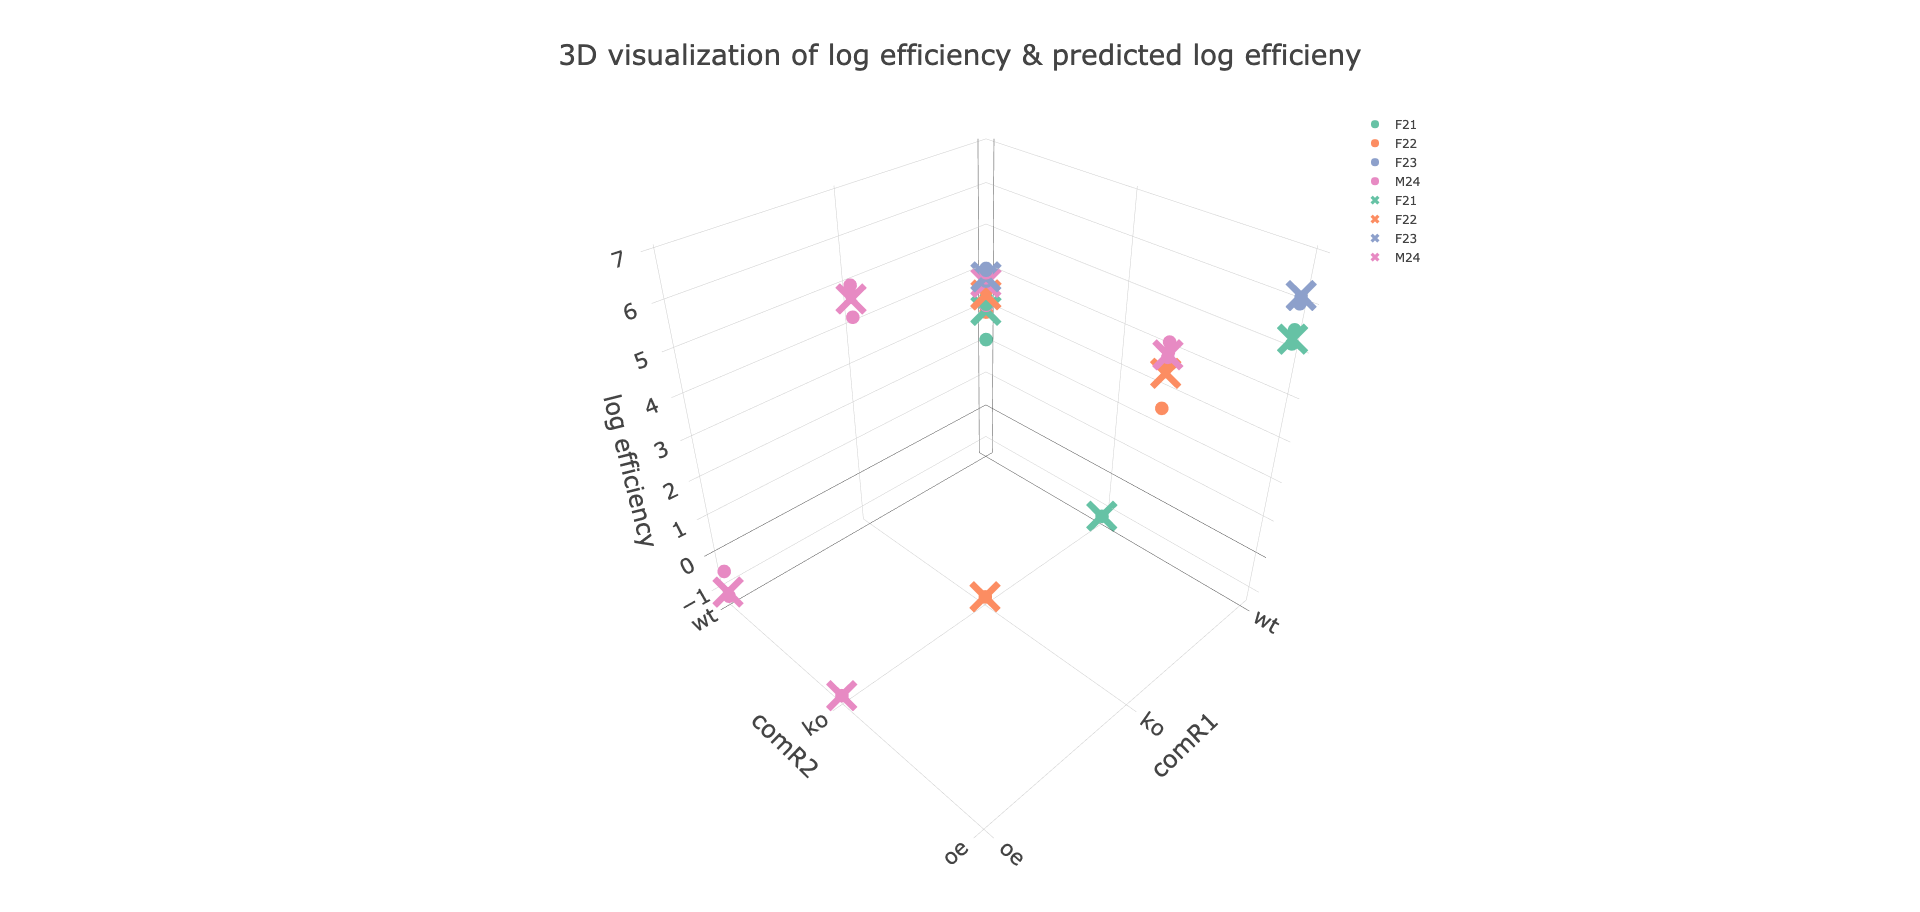 3D visualization of log efficiency & predicted log efficieny
F21
F22
F23
M24
F21
F22
F23
M24
7
6
5
4
3
2
1
0
−1
log efficiency
wt
ko
oe
comR2
wt
ko
oe
comR1